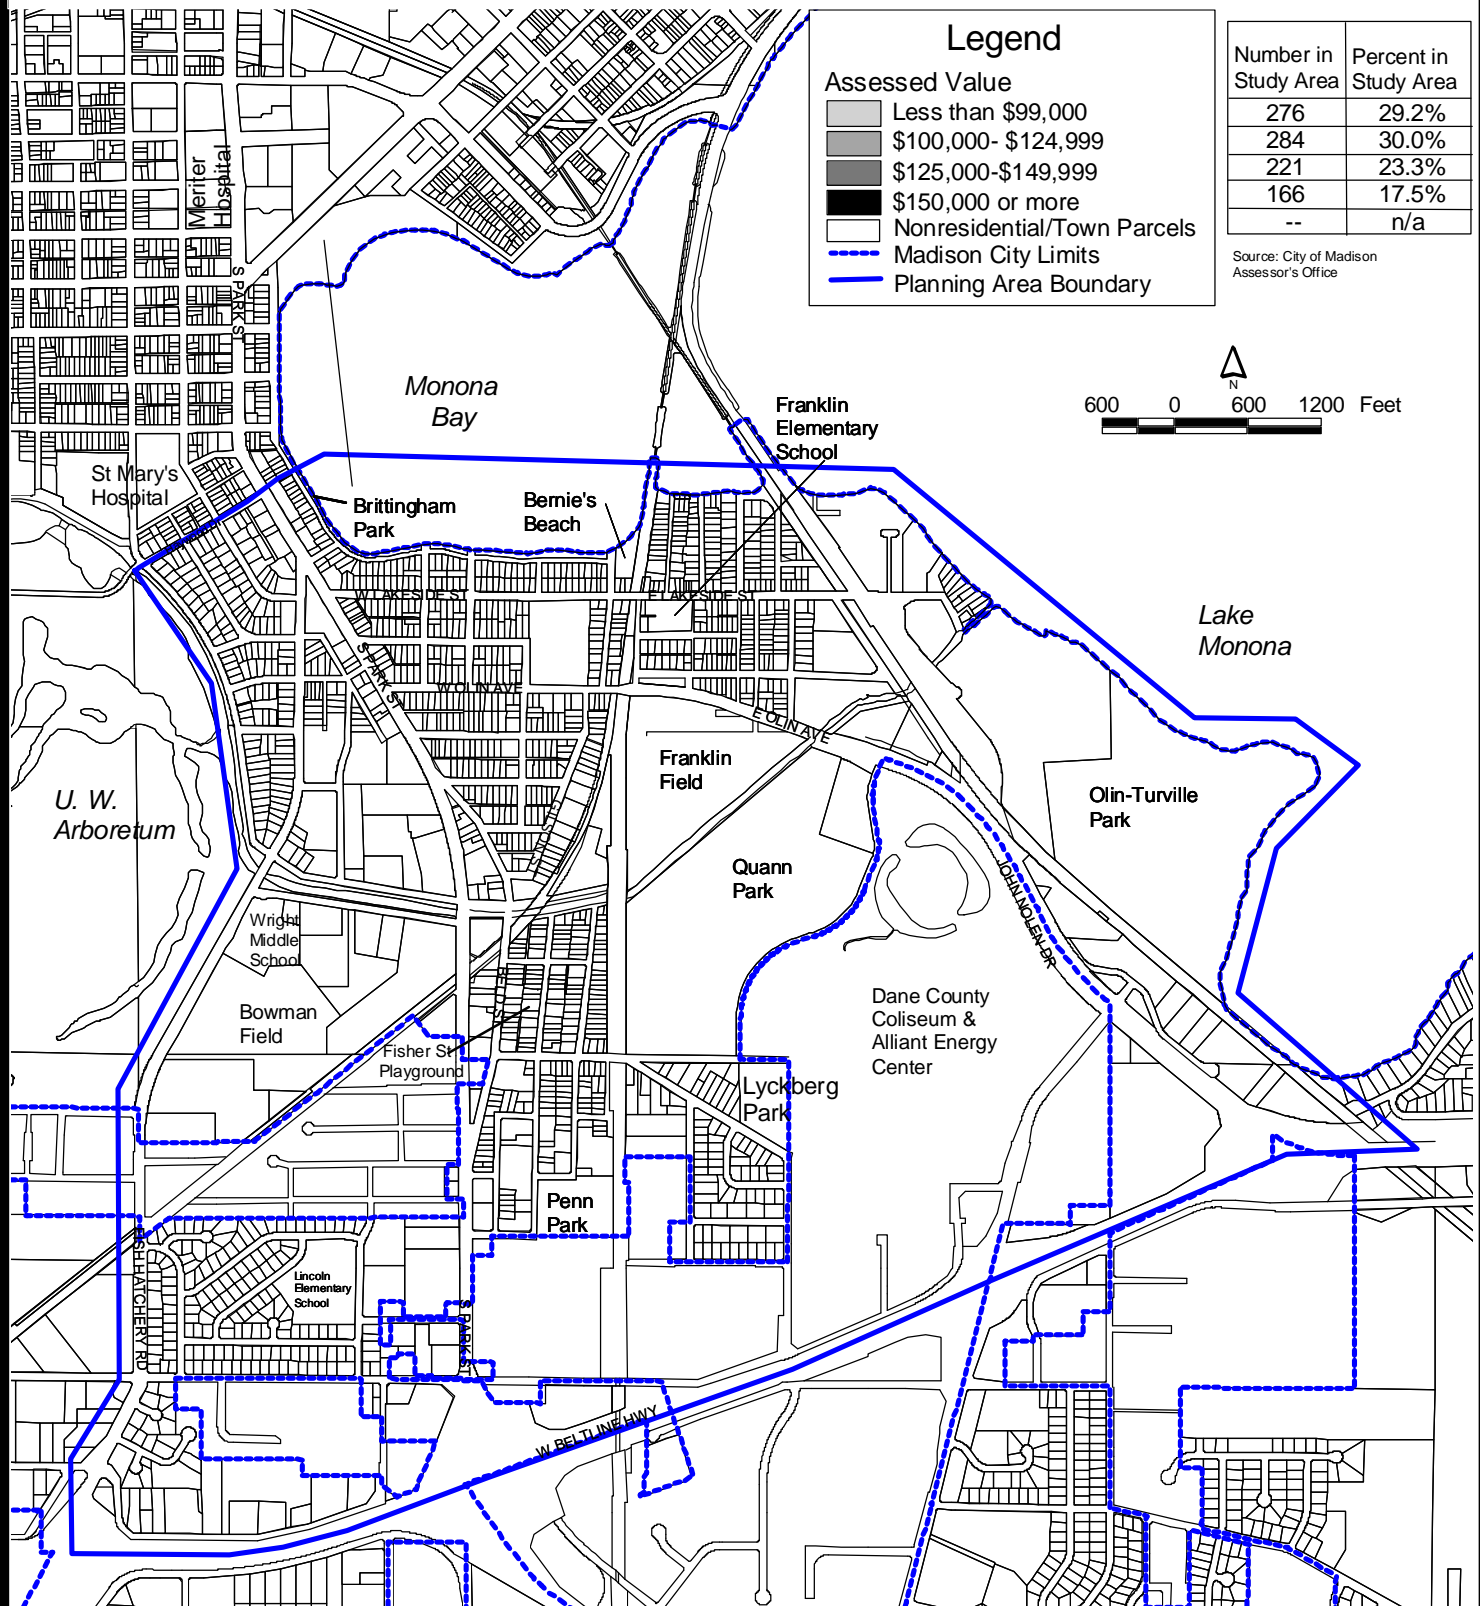 Legend
Assessed Value
Less than $99,000
$100,000- $124,999
$125,000-$149,999
$150,000 or more
Nonresidential/Town Parcels
Madison City Limits
Planning Area Boundary
Number in Percent in
Study Area Study Area
276 29.2%
284 30.0%
221 23.3%
166 17.5%
-- n/a
Source: City of Madison
Assessor's Office
N
600 0 600 1200 Feet
Meriter
Hospital
S PARK ST
Monona
Bay
Franklin
Elementary
School
St Mary's
Hospital
Brittingham
Park
Bernie's
Beach
W LAKESIDE ST
E LAKESIDE ST
Lake
Monona
S PARK ST
W OLIN AVE
E OLIN AVE
Franklin
Field
Olin-Turville
Park
U. W.
Arboretum
Quann
Park
JOHN NOLEN DR
Wright
Middle
School
Bowman
Field
BELD ST
Dane County
Coliseum &
Alliant Energy
Center
Fisher St
Playground
Lyckberg
Park
Penn
Park
FISH HATCHERY RD
Lincoln
Elementary
School
S PARK ST
W BELTLINE HWY